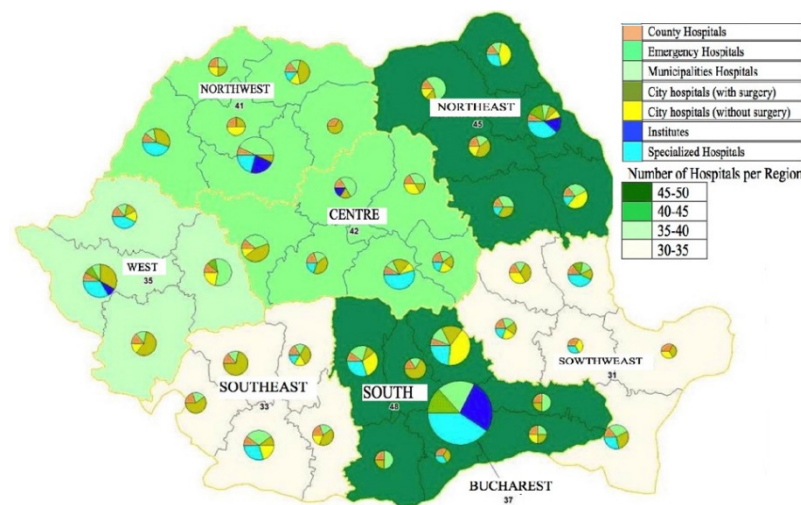 County Hospitals
Emergency Hospitals
Municipalities Hospitals
City hospitals (with surgery)
City hospitals (without surgery)
Institutes
Specialized Hospitals
Number of Hospitals per Region
45-50
40-45
35-40
30-35
NORTHWEST
41
NORTHEAST
45
CENTRE
42
WEST
35
SOWTHWEST
31
SOUTHEAST
33
SOUTH
48
BUCHAREST
37